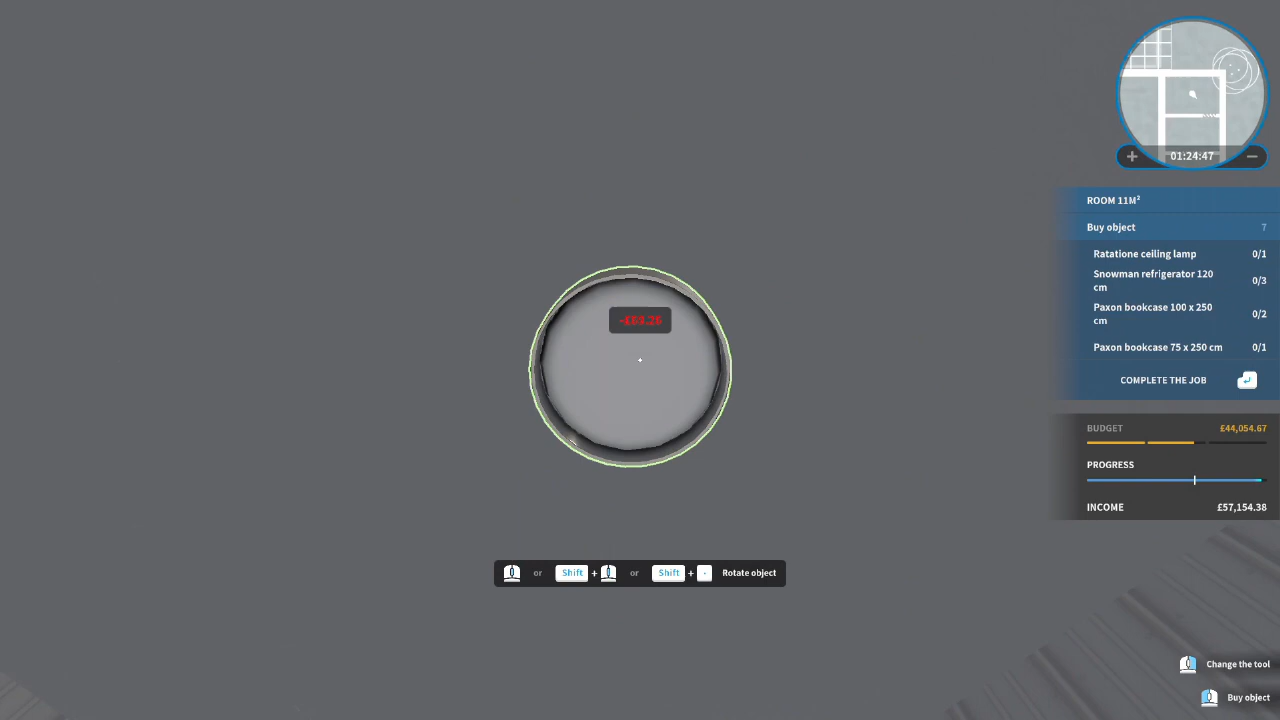 01:24:47
ROOM 11M²
Buy object 7
Ratatione ceiling lamp 0/1
Snowman refrigerator 120
cm 0/3
Paxon bookcase 100 x 250
cm 0/2
Paxon bookcase 75 x 250 cm 0/1
COMPLETE THE JOB
BUDGET £44,054.67
PROGRESS
INCOME £57,154.38
or Shift + or Shift + · Rotate object
Change the tool
Buy object